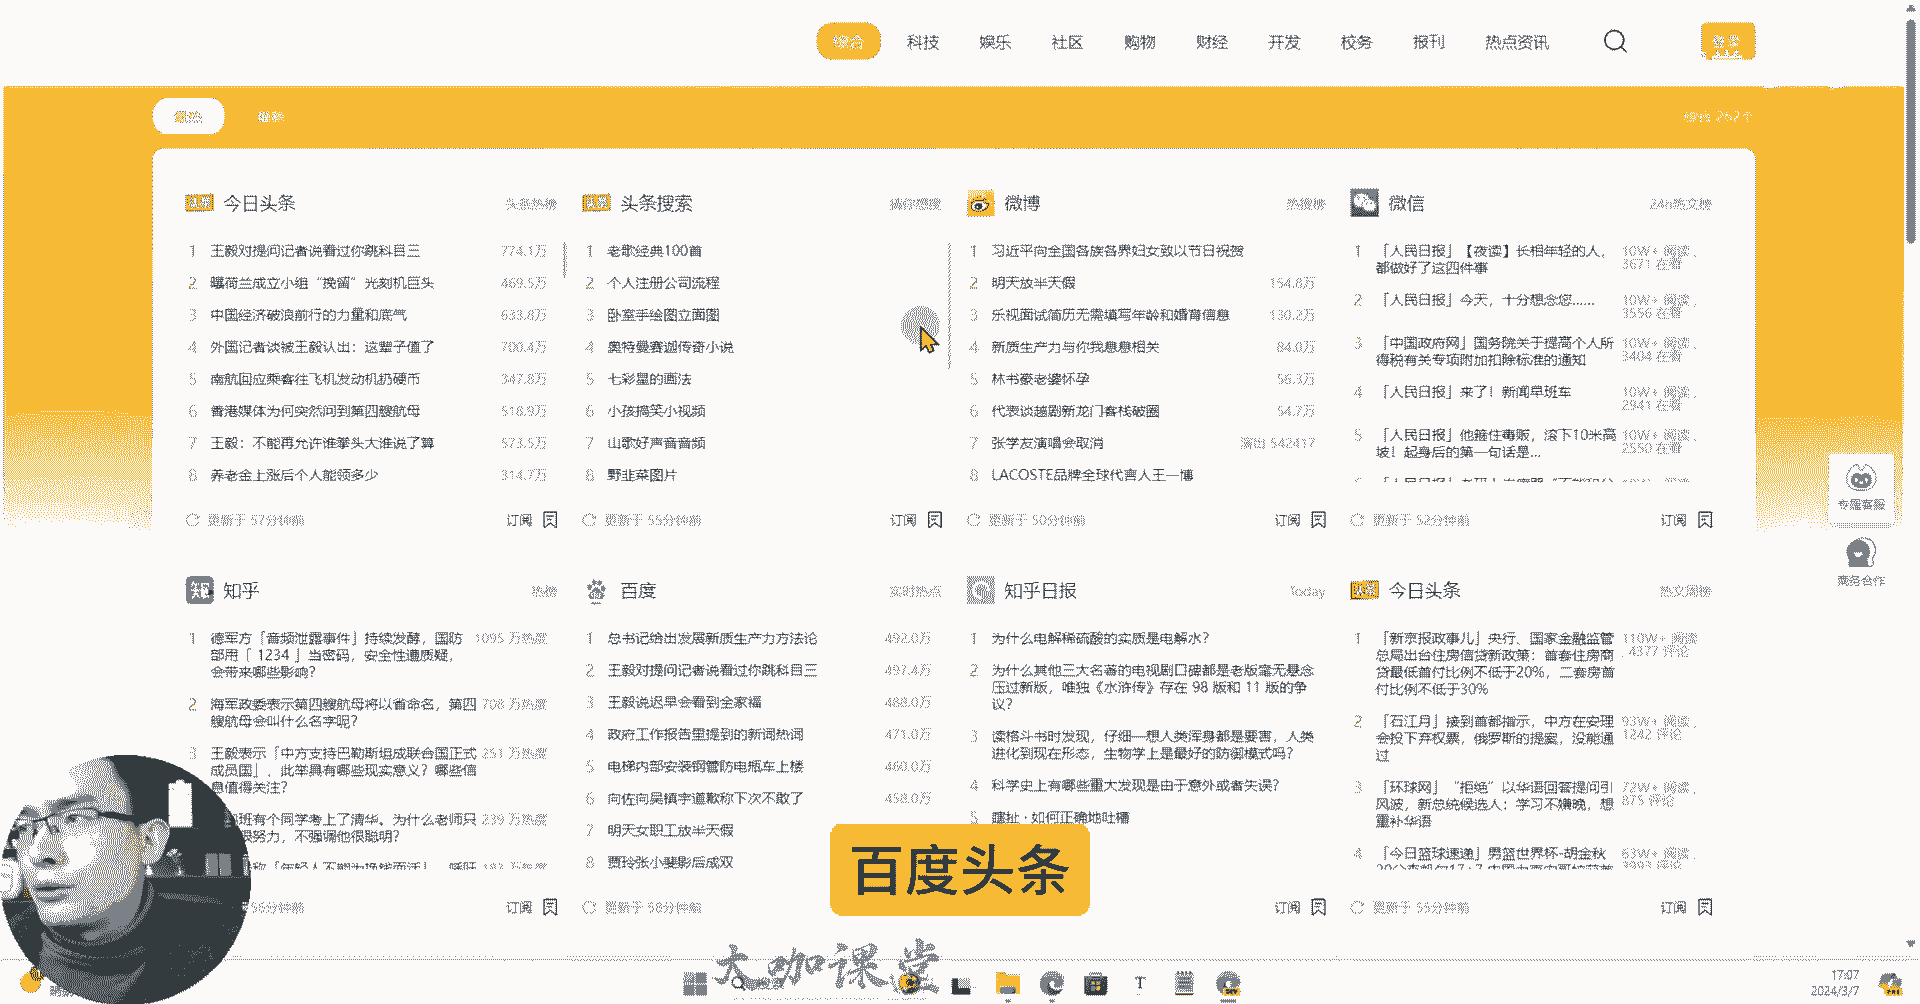 综合
科技
娱乐
社区
购物
财经
开发
校务
报刊
热点资讯
今日头条
头条热榜
1 王毅对提问记者说看过你跳科目三 774.1万
2 曝荷兰成立小组“挽留”光刻机巨头 469.5万
3 中国经济破浪前行的力量和底气 633.8万
4 外国记者谈被王毅认出：这辈子值了 700.4万
5 南航回应乘客往飞机发动机扔硬币 347.8万
6 香港媒体为何突然问到第四艘航母 518.9万
7 王毅：不能再允许谁拳头大谁说了算 573.5万
8 养老金上涨后个人能领多少 314.7万
更新于 57分钟前
订阅
头条搜索
猜你想搜
1 老歌经典100首
2 个人注册公司流程
3 卧室手绘图立面图
4 奥特曼赛迦传奇小说
5 七彩墨的画法
6 小孩搞笑小视频
7 山歌好声音音频
8 野韭菜图片
更新于 55分钟前
订阅
微博
热搜榜
1 习近平向全国各族各界妇女致以节日祝贺
2 明天放半天假 154.8万
3 乐视面试简历无需填写年龄和婚育信息 130.2万
4 新质生产力与你我息息相关 84.0万
5 林书豪老婆怀孕 56.3万
6 代表谈越剧新龙门客栈破圈 54.7万
7 张学友演唱会取消 演出 542417
8 LACOSTE品牌全球代言人王一博
更新于 50分钟前
订阅
微信
24h热文榜
1 「人民日报」【夜读】长相年轻的人，
都做好了这四件事
10W+ 阅读，
3671 在看
2 「人民日报」今天，十分想念您……
10W+ 阅读，
3556 在看
3 「中国政府网」国务院关于提高个人所
得税有关专项附加扣除标准的通知
10W+ 阅读，
3404 在看
4 「人民日报」来了！新闻早班车
10W+ 阅读，
2941 在看
5 「人民日报」他箍住毒贩，滚下10米高
坡！起身后的第一句话是...
10W+ 阅读，
2550 在看
更新于 52分钟前
订阅
专属客服
商务合作
知乎
热榜
1 德军方「音频泄露事件」持续发酵，国防
部用「 1234 」当密码，安全性遭质疑，
会带来哪些影响？
1095 万热度
2 海军政委表示第四艘航母将以省命名，第四
艘航母会叫什么名字呢？
708 万热度
3 王毅表示「中方支持巴勒斯坦成联合国正式
成员国」，此举具有哪些现实意义？哪些信
息值得关注？
251 万热度
班有个同学考上了清华，为什么老师只
很努力，不强调他很聪明？
239 万热度
56分钟前
订阅
百度
实时热点
1 总书记给出发展新质生产力方法论 492.0万
2 王毅对提问记者说看过你跳科目三 497.4万
3 王毅说迟早会看到全家福 488.0万
4 政府工作报告里提到的新词热词 471.0万
5 电梯内部安装钢管防电瓶车上楼 460.0万
6 向佐向吴镇宇道歉称下次不敢了 458.0万
7 明天女职工放半天假
8 贾玲张小斐影后成双
更新于 58分钟前
知乎日报
Today
1 为什么电解稀硫酸的实质是电解水？
2 为什么其他三大名著的电视剧口碑都是老版毫无悬念
压过新版，唯独《水浒传》存在 98 版和 11 版的争
议？
3 读格斗书时发现，仔细一想人类浑身都是要害，人类
进化到现在形态，生物学上是最好的防御模式吗？
4 科学史上有哪些重大发现是由于意外或者失误？
5 瞎扯 · 如何正确地吐槽
订阅
今日头条
热文周榜
1 「新京报政事儿」央行、国家金融监管
总局出台住房信贷新政策：首套住房商
贷最低首付比例不低于20%，二套房首
付比例不低于30%
110W+ 阅读
, 4377 评论
2 「石江月」接到首都指示，中方在安理
会投下弃权票，俄罗斯的提案，没能通
过
93W+ 阅读，
1242 评论
3 「环球网」“拒绝”以华语回答提问引
风波，新总统候选人：学习不嫌晚，想
重补华语
72W+ 阅读，
875 评论
4 「今日篮球速递」男篮世界杯-胡金秋
63W+ 阅读，
更新于 55分钟前
订阅
百度头条
大咖课堂
17:07
2024/3/7